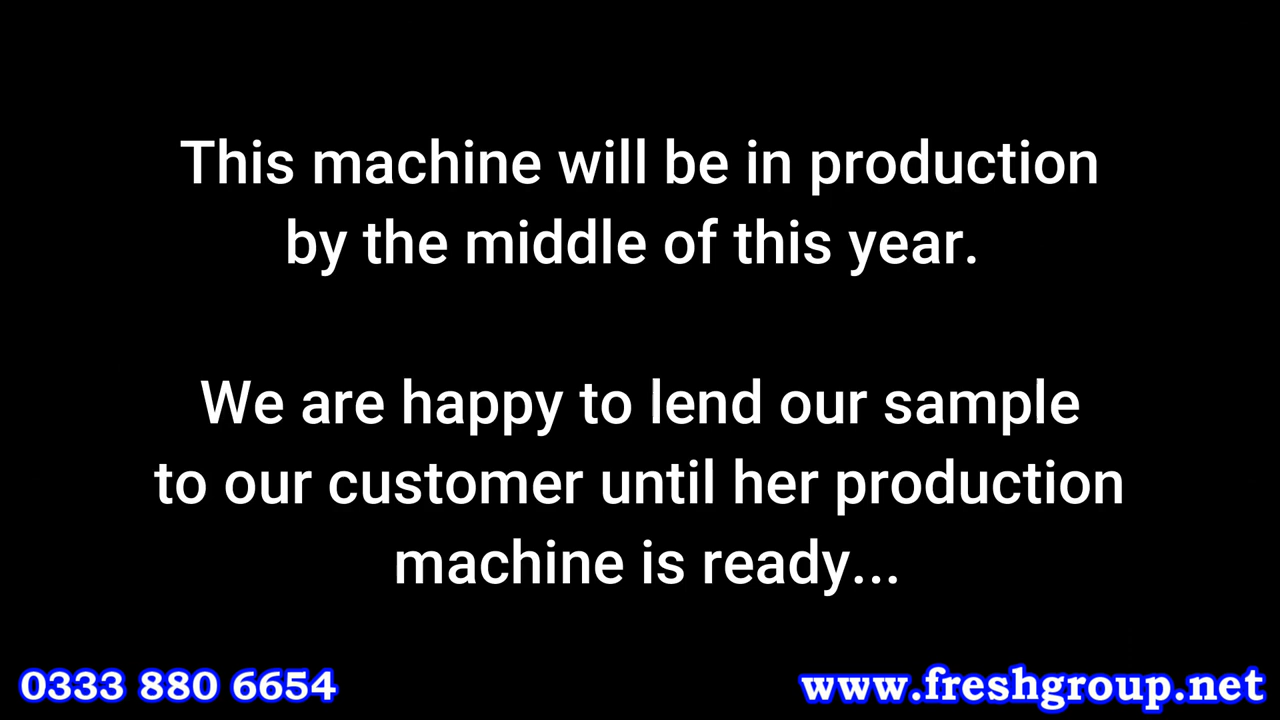 This machine will be in production
by the middle of this year.
We are happy to lend our sample
to our customer until her production
machine is ready...
0333 880 6654
www.freshgroup.net